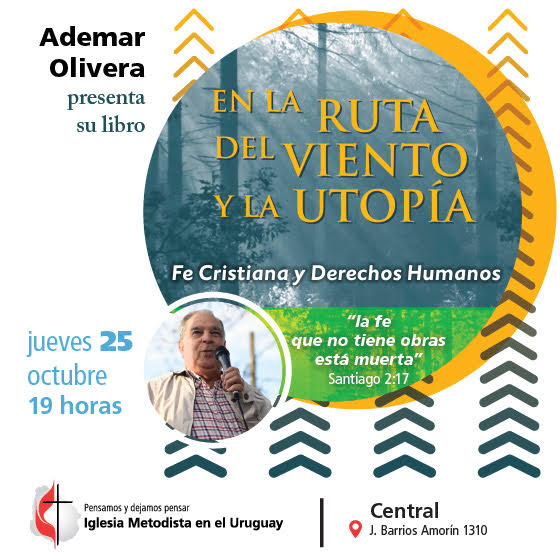 Ademar
Olivera
presenta
su libro
EN LA RUTA
DEL VIENTO
Y LA UTOPÍA
Fe Cristiana y Derechos Humanos
"la fe
que no tiene obras
está muerta"
Santiago 2:17
jueves 25
octubre
19 horas
Pensamos y dejamos pensar
Iglesia Metodista en el Uruguay
Central
J. Barrios Amorín 1310